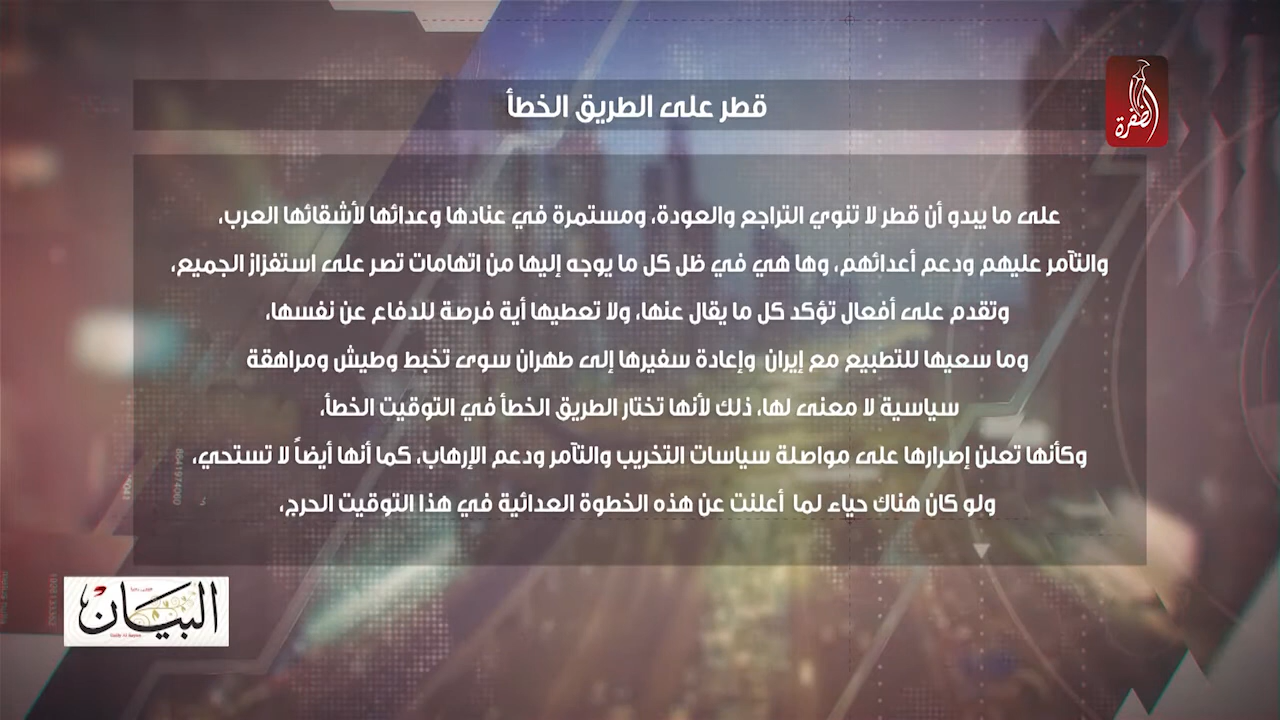 قطر على الطريق الخطأ
الظفرة
على ما يبدو أن قطر لا تنوي التراجع والعودة، ومستمرة في عنادها وعدائها لأشقائها العرب،
والتآمر عليهم ودعم أعدائهم، وها هي في ظل كل ما يوجه إليها من اتهامات تصر على استفزاز الجميع،
وتقدم على أفعال تؤكد كل ما يقال عنها، ولا تعطيها أية فرصة للدفاع عن نفسها،
وما سعيها للتطبيع مع إيران وإعادة سفيرها إلى طهران سوى تخبط وطيش ومراهقة
سياسية لا معنى لها، ذلك لأنها تختار الطريق الخطأ في التوقيت الخطأ،
وكأنها تعلن إصرارها على مواصلة سياسات التخريب والتآمر ودعم الإرهاب، كما أنها أيضاً لا تستحي،
ولو كان هناك حياء لما أعلنت عن هذه الخطوة العدائية في هذا التوقيت الحرج،
البيان